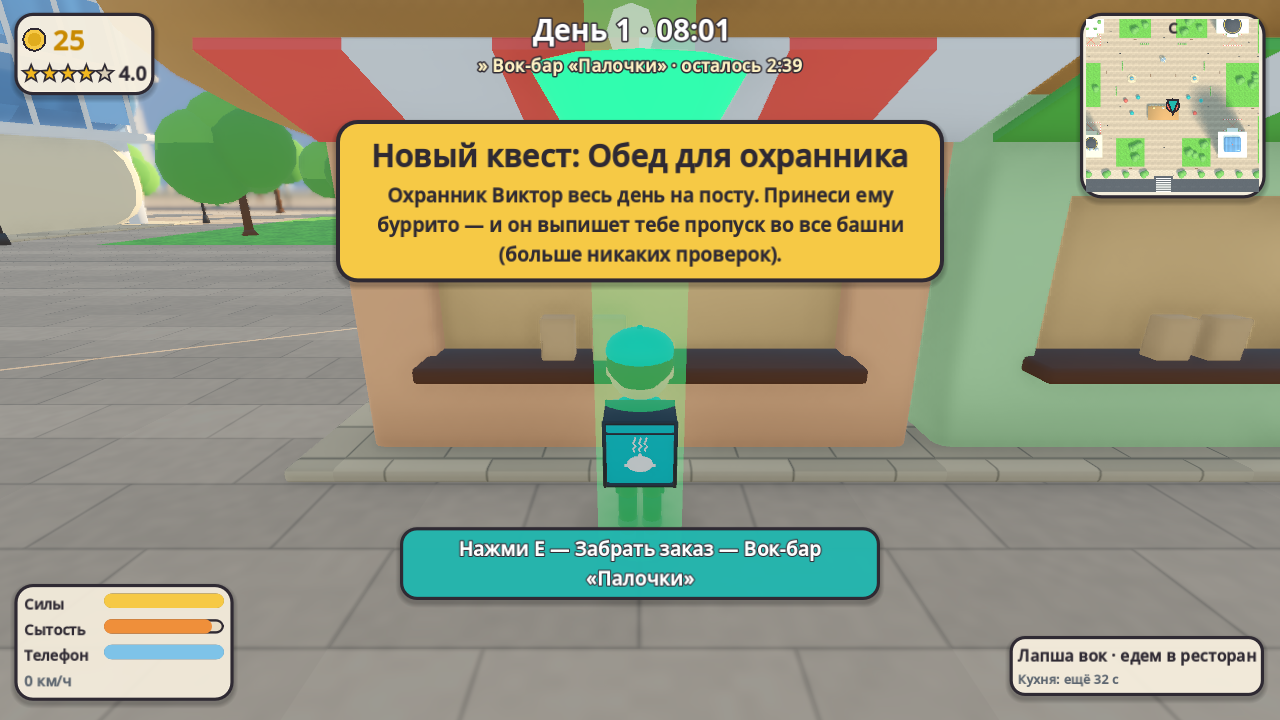 25
4.0
День 1 · 08:01
» Вок-бар «Палочки» · осталось 2:39
С
Новый квест: Обед для охранника
Охранник Виктор весь день на посту. Принеси ему
буррито — и он выпишет тебе пропуск во все башни
(больше никаких проверок).
Нажми E — Забрать заказ — Вок-бар
«Палочки»
Силы
Сытость
Телефон
0 км/ч
Лапша вок · едем в ресторан
Кухня: ещё 32 с